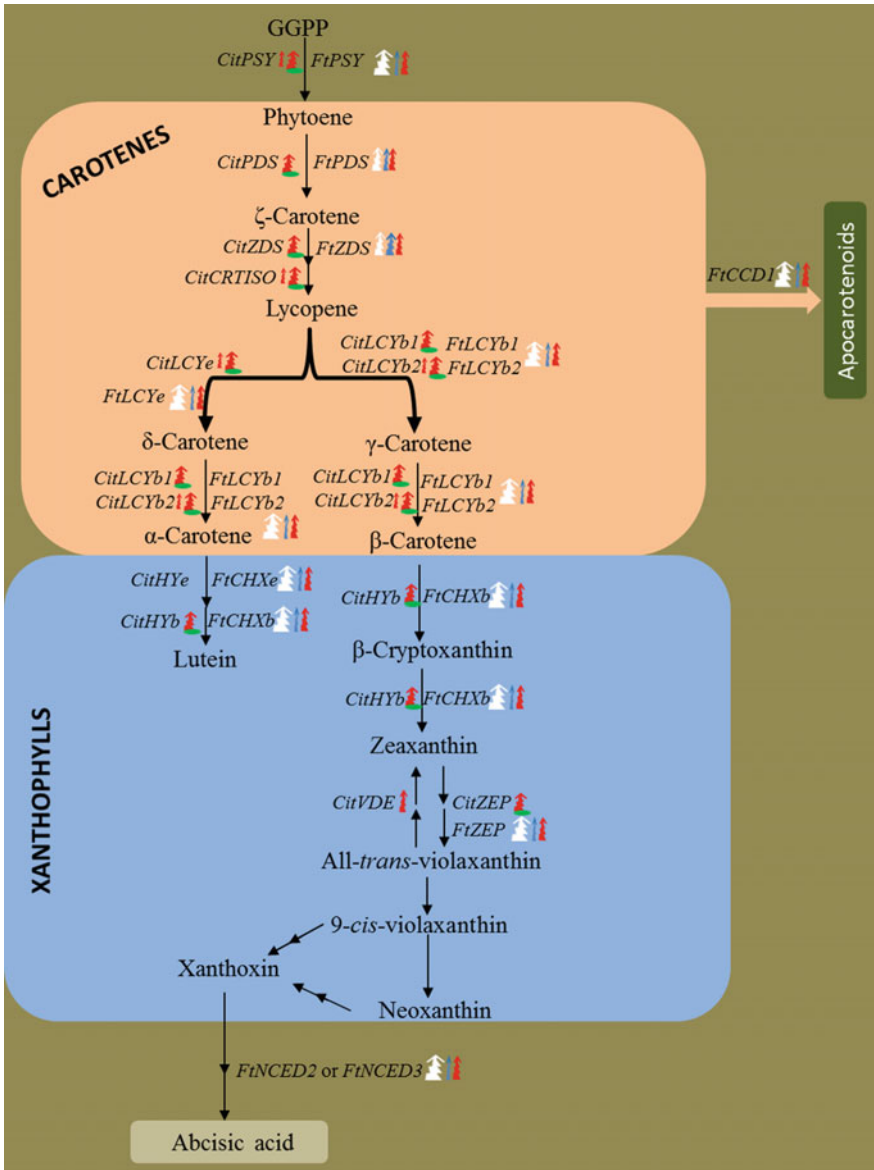 GGPP
CitPSY FtPSY
Phytoene
CAROTENES
CitPDS FtPDS
ζ-Carotene
CitZDS FtZDS
CitCRTISO
Lycopene
FtCCD1
Apocarotenoids
CitLCYe
CitLCYb1 FtLCYb1
CitLCYb2 FtLCYb2
FtLCYe
δ-Carotene
γ-Carotene
CitLCYb1 FtLCYb1
CitLCYb2 FtLCYb2
CitLCYb1 FtLCYb1
CitLCYb2 FtLCYb2
α-Carotene
β-Carotene
XANTHOPHYLLS
CitHYe FtCHXe
CitHYb FtCHXb
Lutein
CitHYb FtCHXb
β-Cryptoxanthin
CitHYb FtCHXb
Zeaxanthin
CitVDE CitZEP
FtZEP
All-trans-violaxanthin
9-cis-violaxanthin
Xanthoxin
Neoxanthin
FtNCED2 or FtNCED3
Abcisic acid